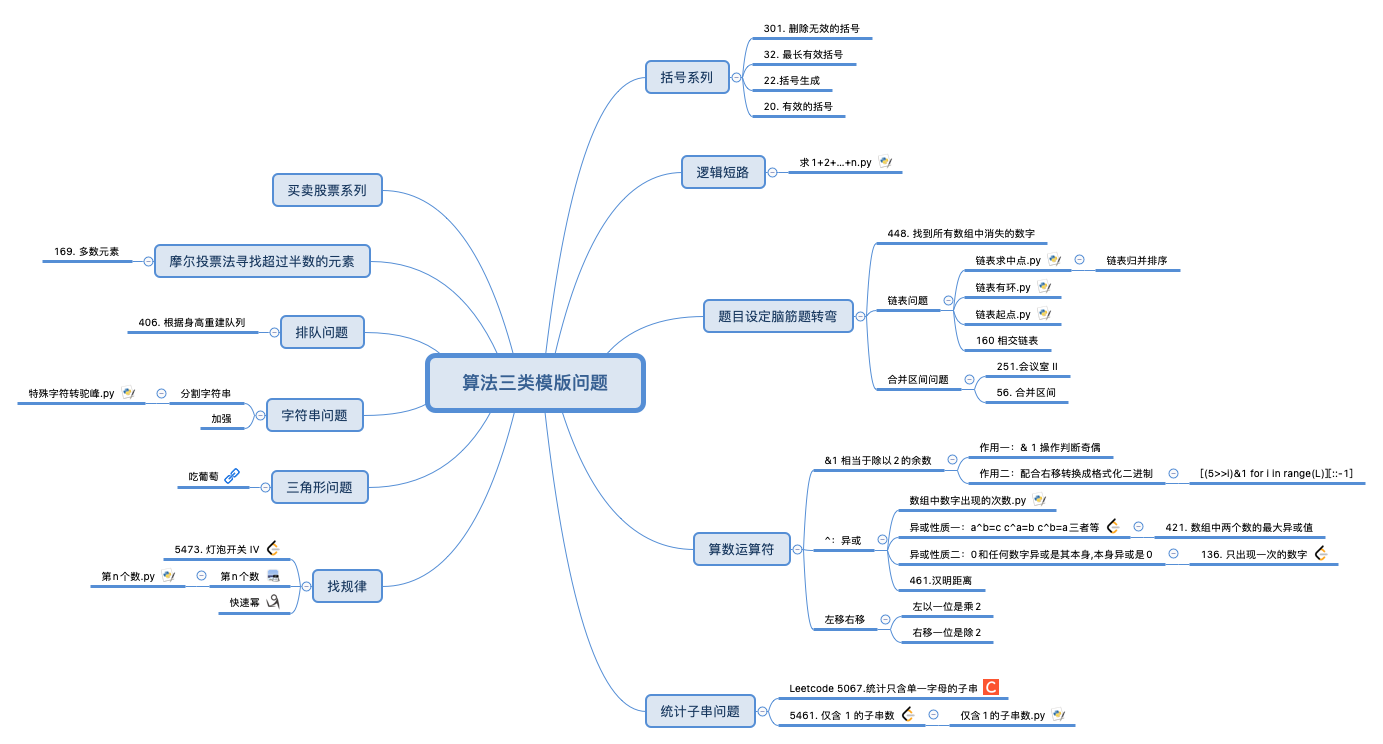 算法三类模版问题
括号系列
301. 删除无效的括号
32. 最长有效括号
22.括号生成
20. 有效的括号
逻辑短路
求1+2+...+n.py
题目设定脑筋题转弯
448. 找到所有数组中消失的数字
链表问题
链表求中点.py
链表归并排序
链表有环.py
链表起点.py
160 相交链表
合并区间问题
251.会议室 II
56. 合并区间
算数运算符
&1 相当于除以2的余数
作用一：& 1 操作判断奇偶
作用二：配合右移转换成格式化二进制
[(5>>i)&1 for i in range(L)][::-1]
^：异或
数组中数字出现的次数.py
异或性质一：a^b=c c^a=b c^b=a三者等
421. 数组中两个数的最大异或值
异或性质二：0和任何数字异或是其本身,本身异或是0
136. 只出现一次的数字
461.汉明距离
左移右移
左以一位是乘2
右移一位是除2
统计子串问题
Leetcode 5067.统计只含单一字母的子串
5461. 仅含 1 的子串数
仅含1的子串数.py
买卖股票系列
摩尔投票法寻找超过半数的元素
169. 多数元素
排队问题
406. 根据身高重建队列
字符串问题
分割字符串
特殊字符转驼峰.py
加强
三角形问题
吃葡萄
找规律
5473. 灯泡开关 IV
第n个数
第n个数.py
快速幂